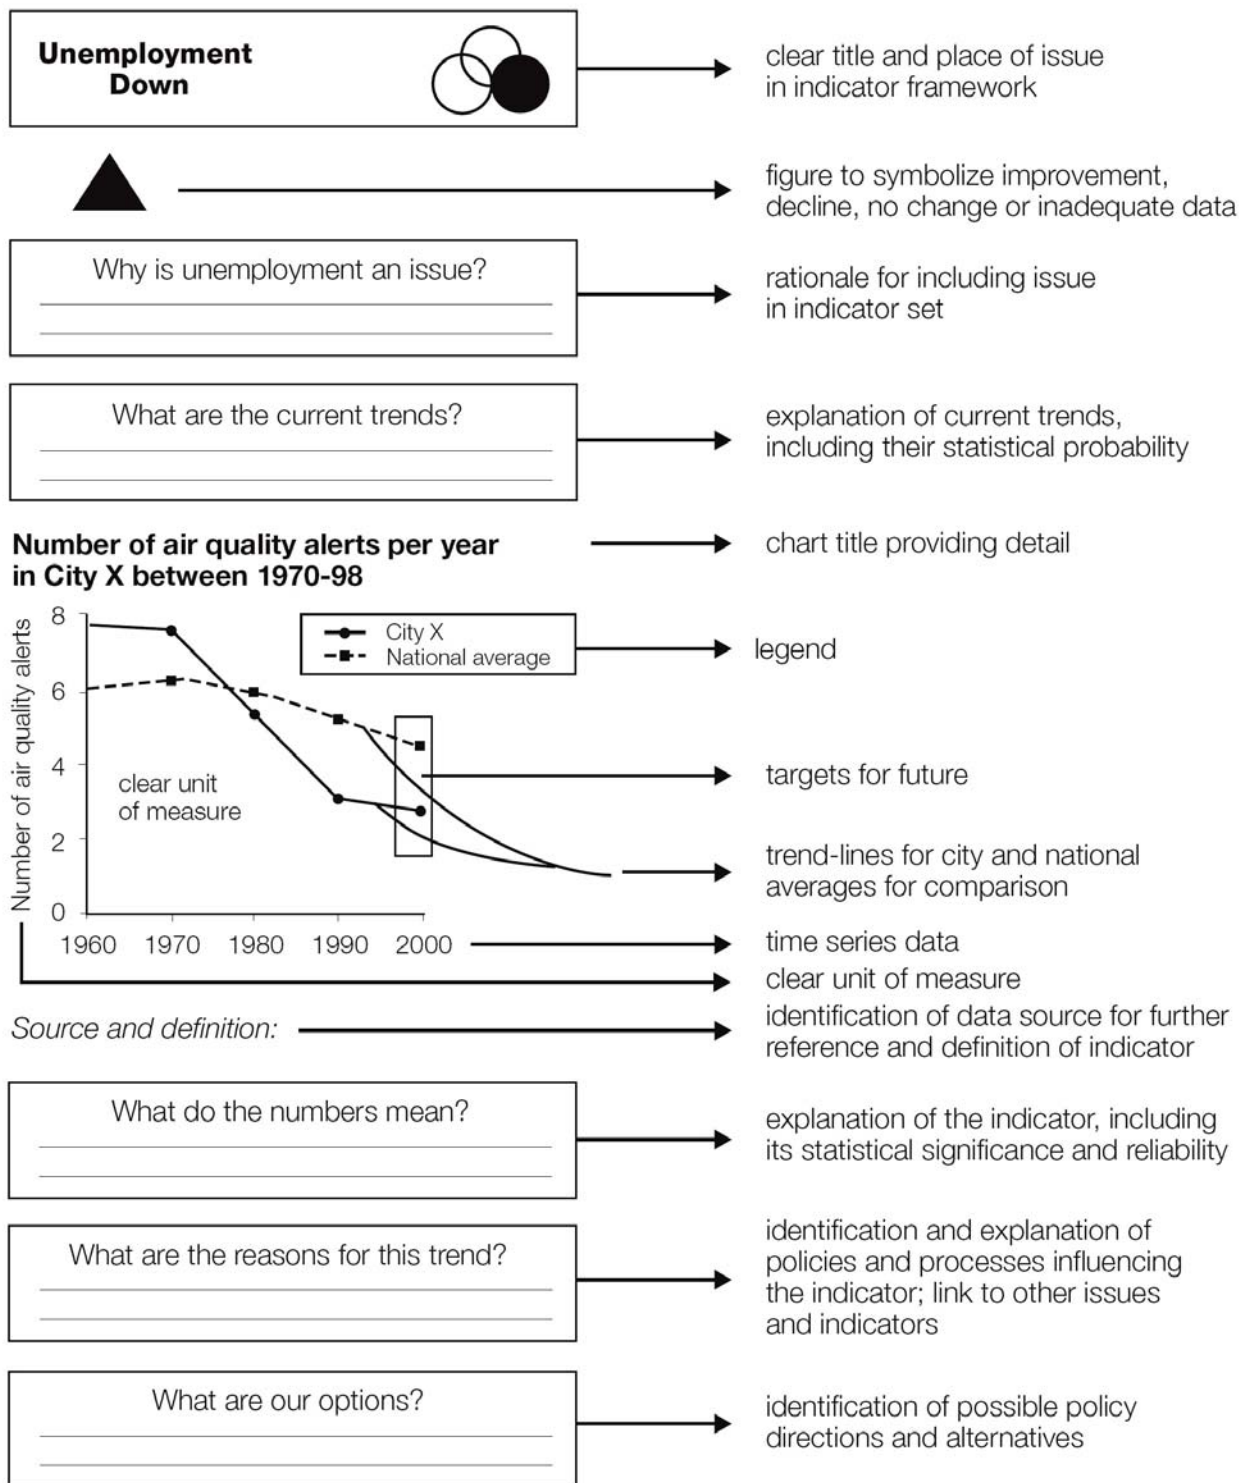 Unemployment
Down
clear title and place of issue
in indicator framework
figure to symbolize improvement,
decline, no change or inadequate data
Why is unemployment an issue?
rationale for including issue
in indicator set
What are the current trends?
explanation of current trends,
including their statistical probability
Number of air quality alerts per year
in City X between 1970-98
chart title providing detail
8
6
4
2
0
Number of air quality alerts
City X
National average
legend
clear unit
of measure
targets for future
trend-lines for city and national
averages for comparison
1960 1970 1980 1990 2000
time series data
clear unit of measure
Source and definition:
identification of data source for further
reference and definition of indicator
What do the numbers mean?
explanation of the indicator, including
its statistical significance and reliability
What are the reasons for this trend?
identification and explanation of
policies and processes influencing
the indicator; link to other issues
and indicators
What are our options?
identification of possible policy
directions and alternatives